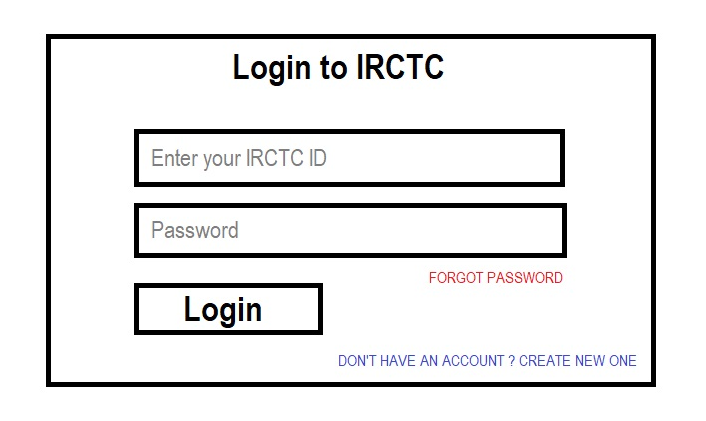 Login to IRCTC
Enter your IRCTC ID
Password
FORGOT PASSWORD
Login
DON'T HAVE AN ACCOUNT ? CREATE NEW ONE